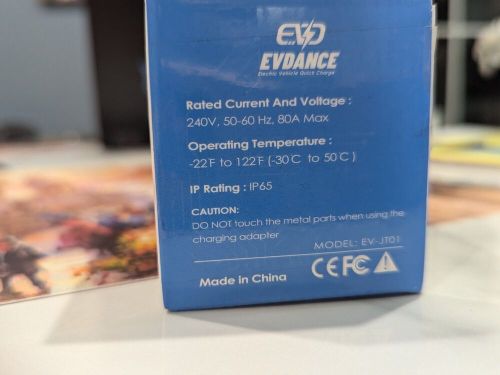 EVD
EVDANCE
Electric Vehicle Quick Charge
Rated Current And Voltage :
240V, 50-60 Hz, 80A Max
Operating Temperature :
-22℉ to 122℉ (-30℃ to 50℃)
IP Rating : IP65
CAUTION:
DO NOT touch the metal parts when using the
charging adapter
MODEL: EV-JT01
Made in China
CE FC